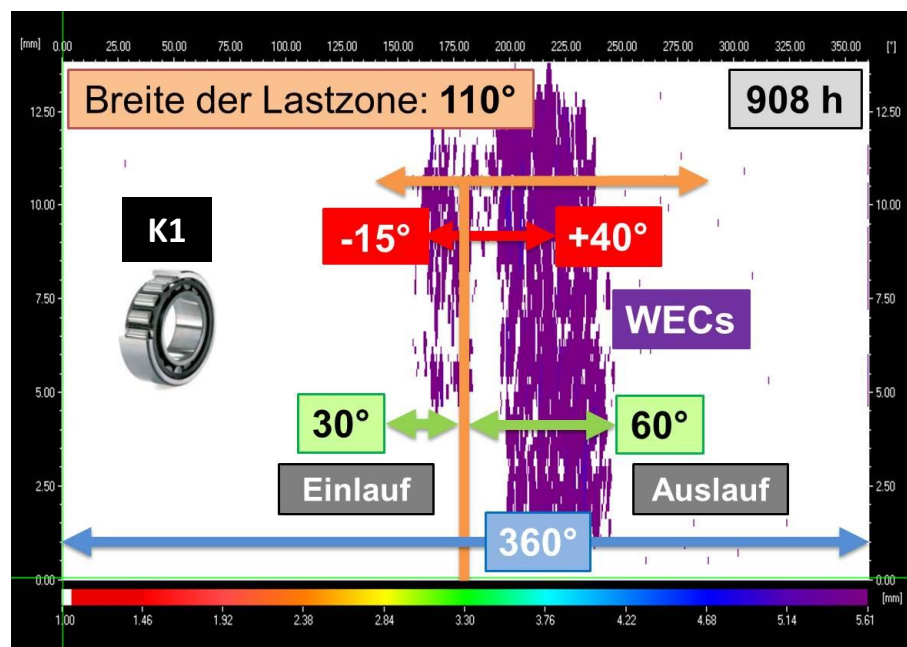 [mm] 0.00 25.00 50.00 75.00 100.00 125.00 150.00 175.00 200.00 225.00 250.00 275.00 300.00 325.00 350.00 [°]
Breite der Lastzone: 110°
908 h
12.50 12.50
10.00 10.00
K1
-15° +40°
7.50 7.50
WECs
5.00 5.00
30° 60°
Einlauf Auslauf
2.50 2.50
360°
0.00 0.00
[mm]
1.00 1.46 1.92 2.38 2.84 3.30 3.76 4.22 4.68 5.14 5.61